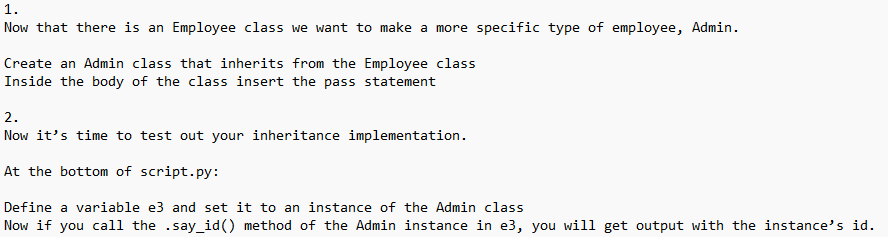 1.
Now that there is an Employee class we want to make a more specific type of employee, Admin.
Create an Admin class that inherits from the Employee class
Inside the body of the class insert the pass statement
2.
Now it’s time to test out your inheritance implementation.
At the bottom of script.py:
Define a variable e3 and set it to an instance of the Admin class
Now if you call the .say_id() method of the Admin instance in e3, you will get output with the instance’s id.